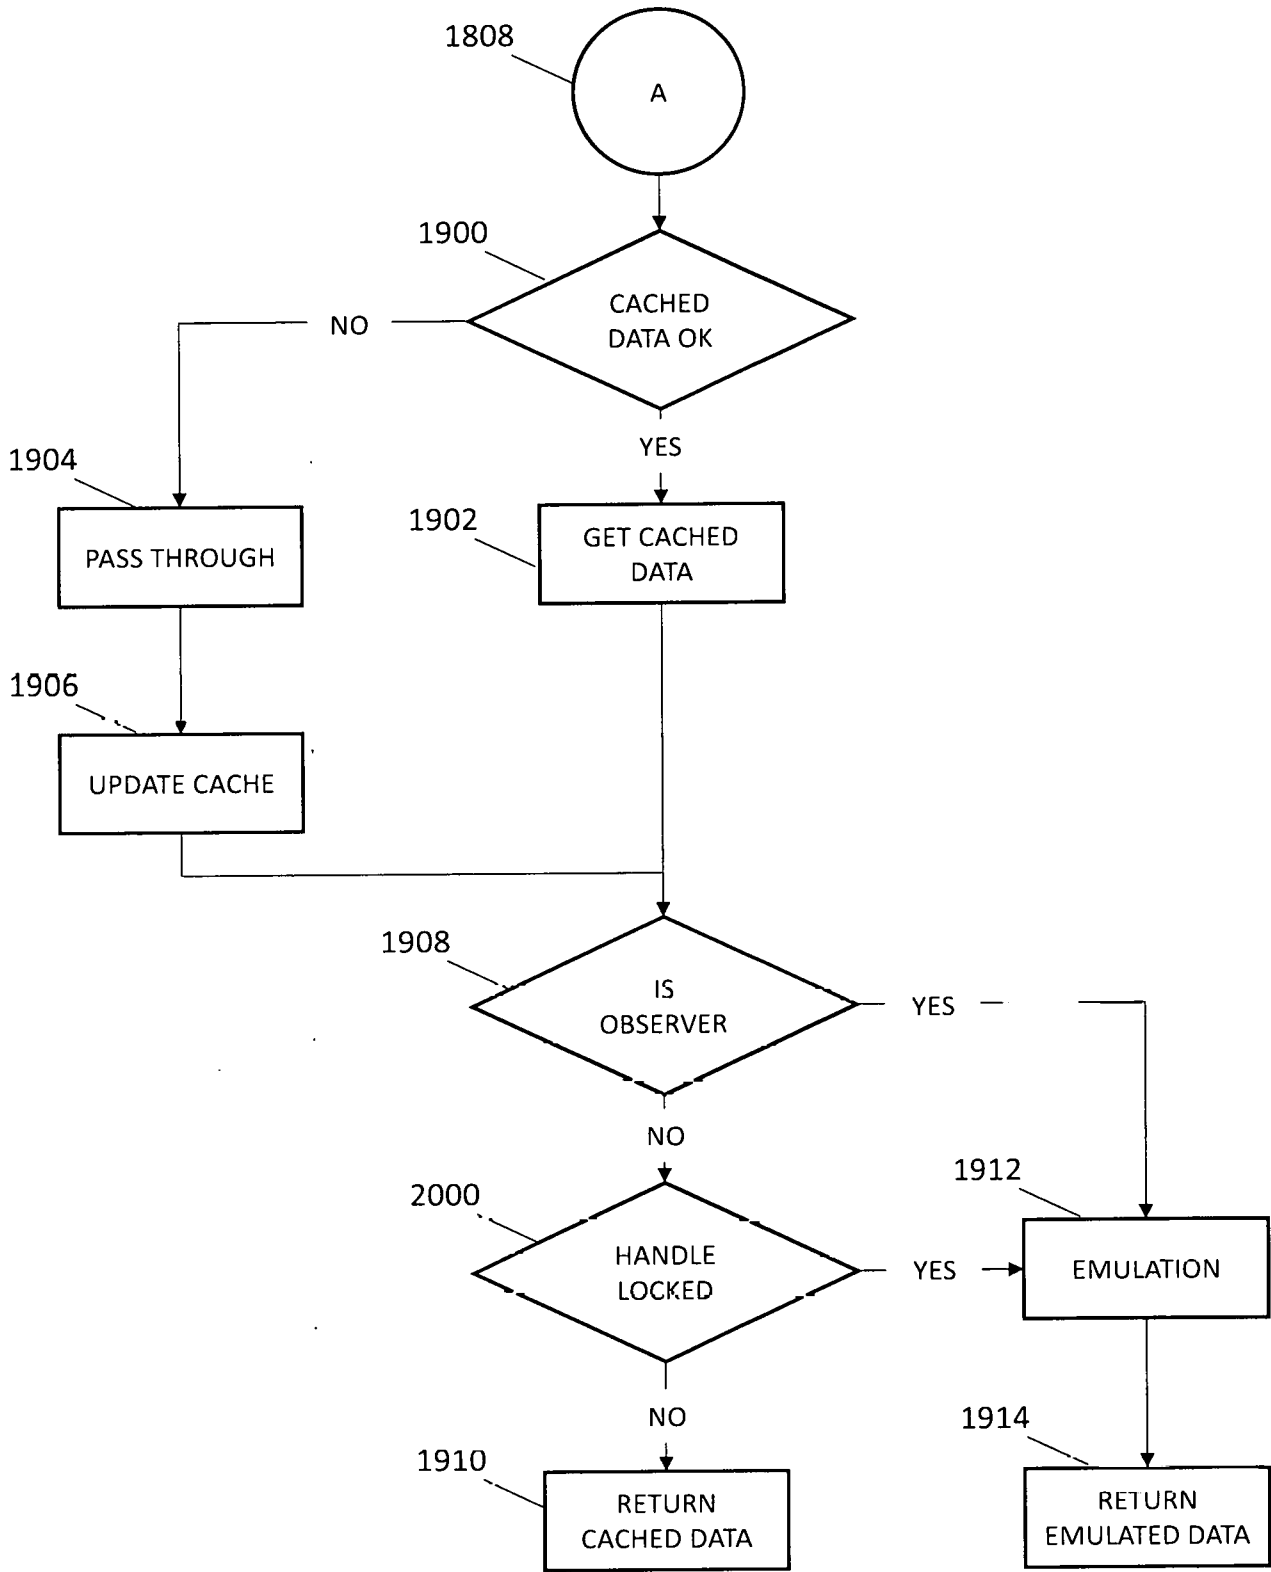 1808
A
1900
CACHED
DATA OK
NO
YES
1904
PASS THROUGH
1902
GET CACHED
DATA
1906
UPDATE CACHE
1908
IS
OBSERVER
YES
NO
2000
HANDLE
LOCKED
YES
1912
EMULATION
NO
1910
RETURN
CACHED DATA
1914
RETURN
EMULATED DATA